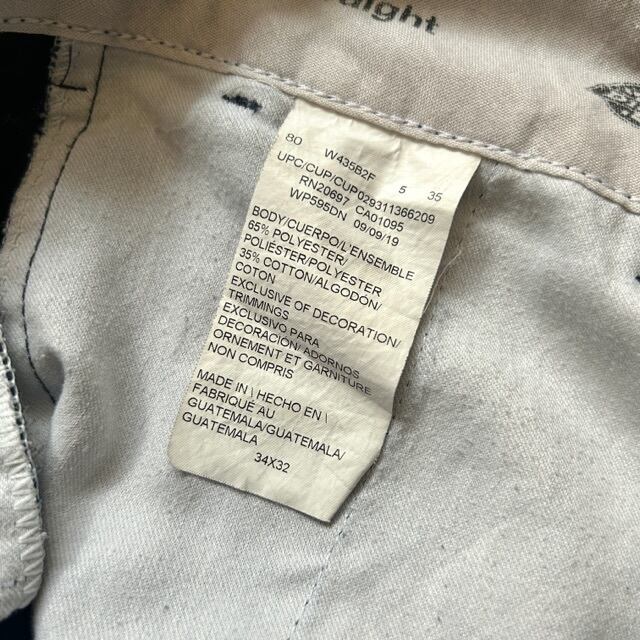 aight
80 W435B2F 5 35
UPC/CUP/CUP029311366209
RN20697 CA01095
WP595DN 09/09/19
BODY/CUERPO/L'ENSEMBLE
65% POLYESTER/
POLIÉSTER/POLYESTER
35% COTTON/ALGODÓN/
COTON
EXCLUSIVE OF DECORATION/
TRIMMINGS
EXCLUSIVO PARA
DECORACIÓN/ADORNOS
ORNEMENT ET GARNITURE
NON COMPRIS
MADE IN \ HECHO EN \
FABRIQUÉ AU
GUATEMALA/GUATEMALA/
GUATEMALA
34X32